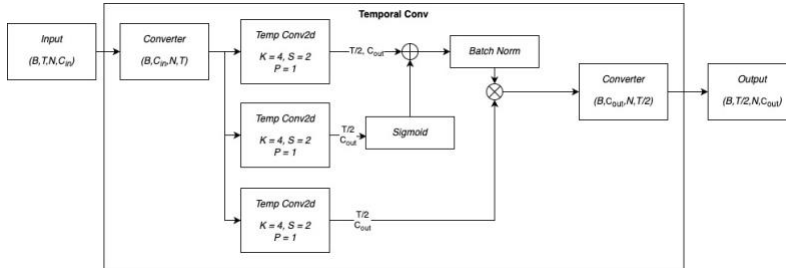 Temporal Conv
Input
(B,T,N,C_in)
Converter
(B,C_in,N,T)
Temp Conv2d
K = 4, S = 2
P = 1
T/2, C_out
Batch Norm
Temp Conv2d
K = 4, S = 2
P = 1
T/2
C_out
Sigmoid
Temp Conv2d
K = 4, S = 2
P = 1
T/2
C_out
Converter
(B,C_out,N,T/2)
Output
(B,T/2,N,C_out)